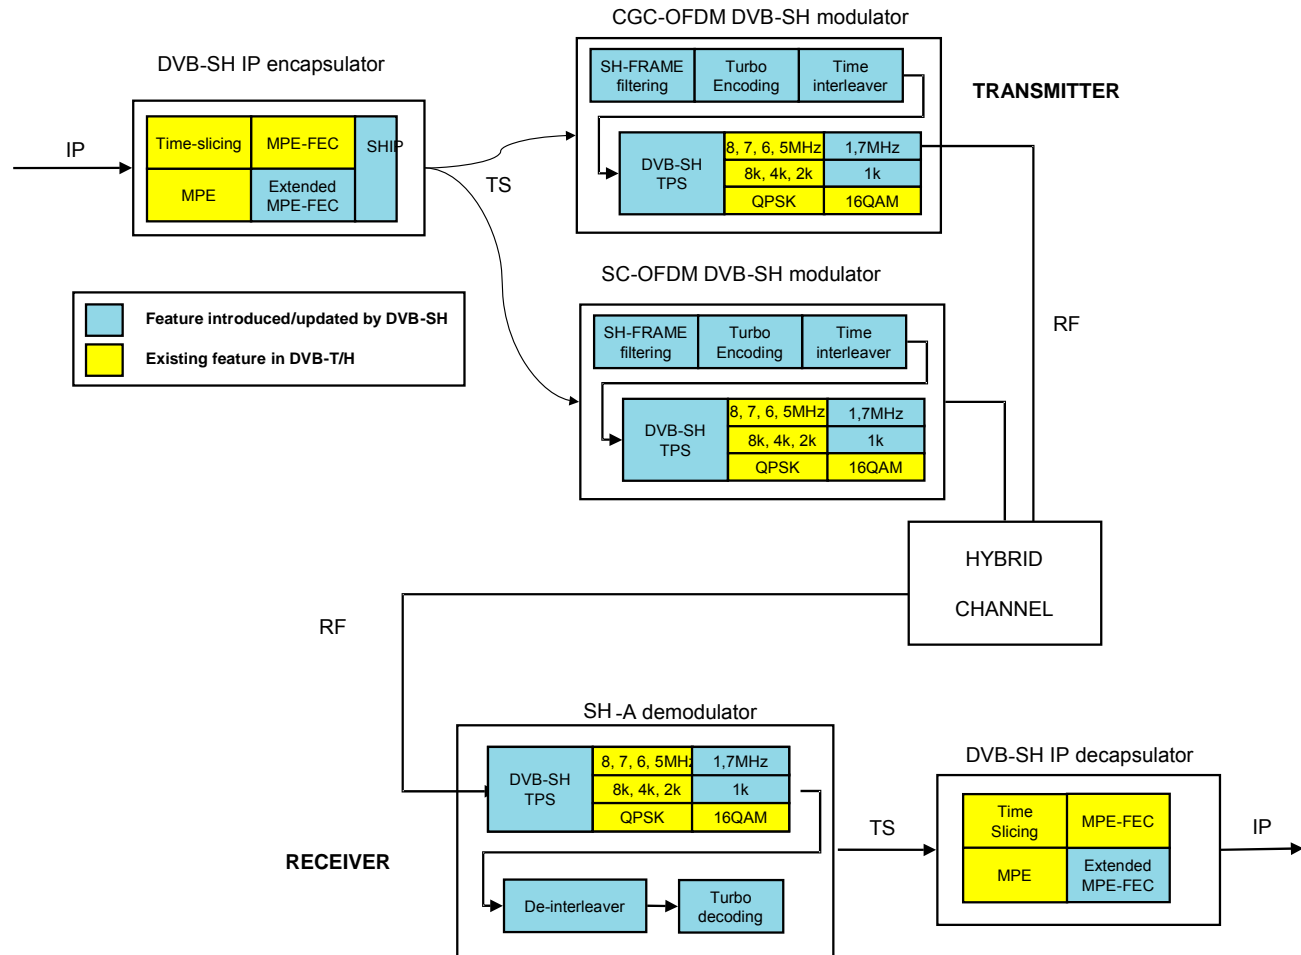 CGC-OFDM DVB-SH modulator
DVB-SH IP encapsulator
SH-FRAME
filtering
Turbo
Encoding
Time
interleaver
TRANSMITTER
IP
Time-slicing
MPE-FEC
SHIP
MPE
Extended
MPE-FEC
TS
DVB-SH
TPS
8, 7, 6, 5MHz
1,7MHz
8k, 4k, 2k
1k
QPSK
16QAM
SC-OFDM DVB-SH modulator
Feature introduced/updated by DVB-SH
Existing feature in DVB-T/H
SH-FRAME
filtering
Turbo
Encoding
Time
interleaver
RF
DVB-SH
TPS
8, 7, 6, 5MHz
1,7MHz
8k, 4k, 2k
1k
QPSK
16QAM
HYBRID
CHANNEL
RF
SH -A demodulator
DVB-SH
TPS
8, 7, 6, 5MHz
1,7MHz
8k, 4k, 2k
1k
QPSK
16QAM
RECEIVER
De-interleaver
Turbo
decoding
TS
DVB-SH IP decapsulator
Time
Slicing
MPE-FEC
MPE
Extended
MPE-FEC
IP